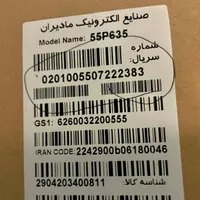 صنایع الکترونیک مادیران
Model Name: 55P635
شماره
سریال:
0201005507222383
GS1: 6260032200555
IRAN CODE: 2242900b06180046
2904203400811 شناسه کالا: